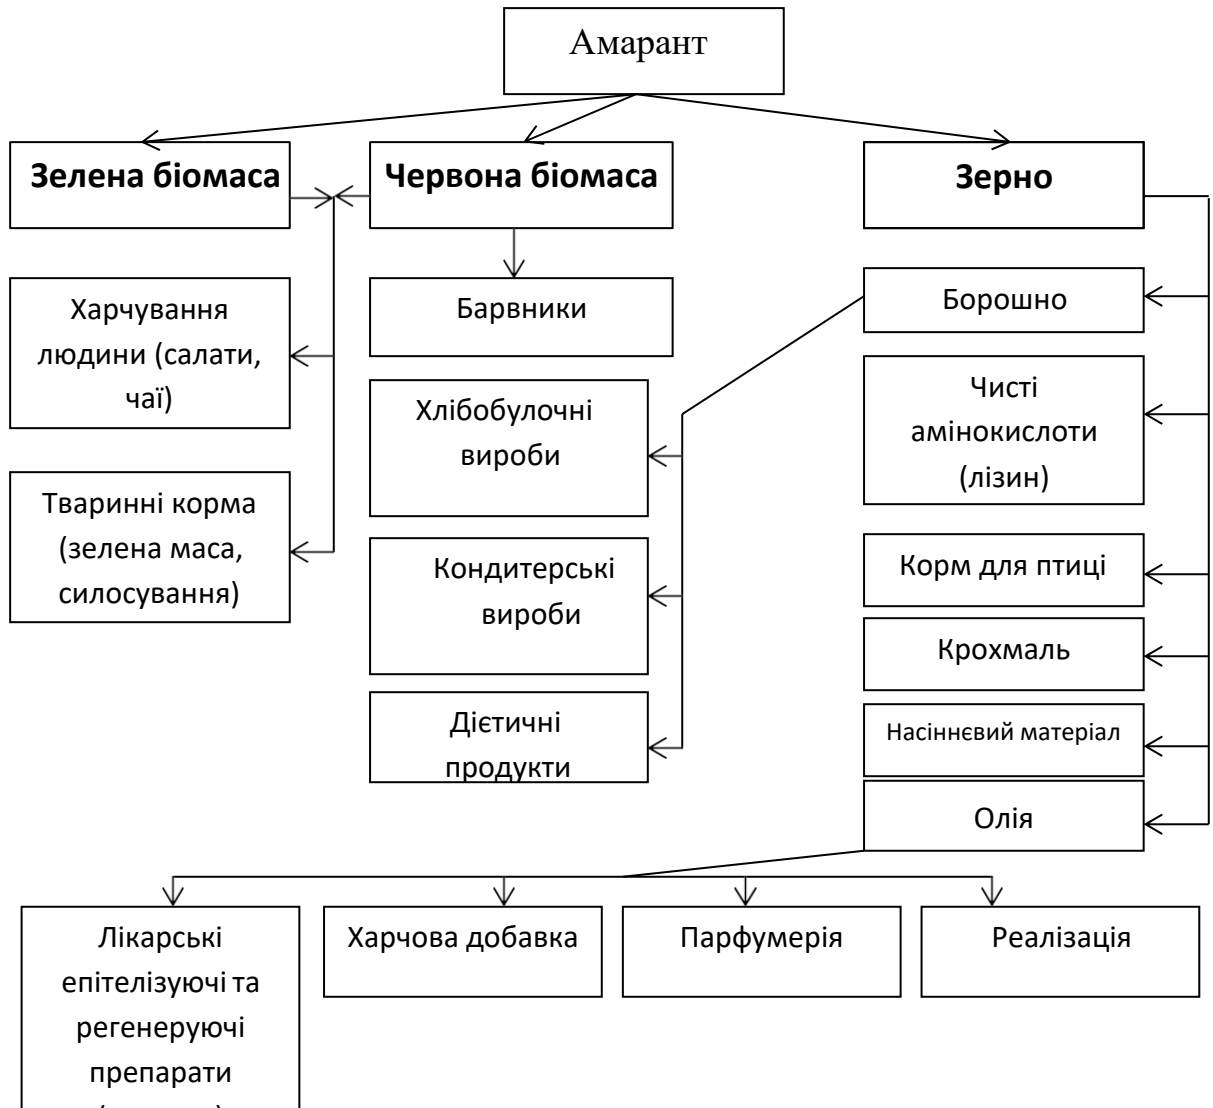 Амарант
Зелена біомаса
Червона біомаса
Зерно
Харчування
людини (салати,
чаї)
Тваринні корма
(зелена маса,
силосування)
Барвники
Хлібобулочні
вироби
Кондитерські
вироби
Дієтичні
продукти
Борошно
Чисті
амінокислоти
(лізин)
Корм для птиці
Крохмаль
Насіннєвий матеріал
Олія
Лікарські
епітелізуючі та
регенеруючі
препарати
Харчова добавка
Парфумерія
Реалізація